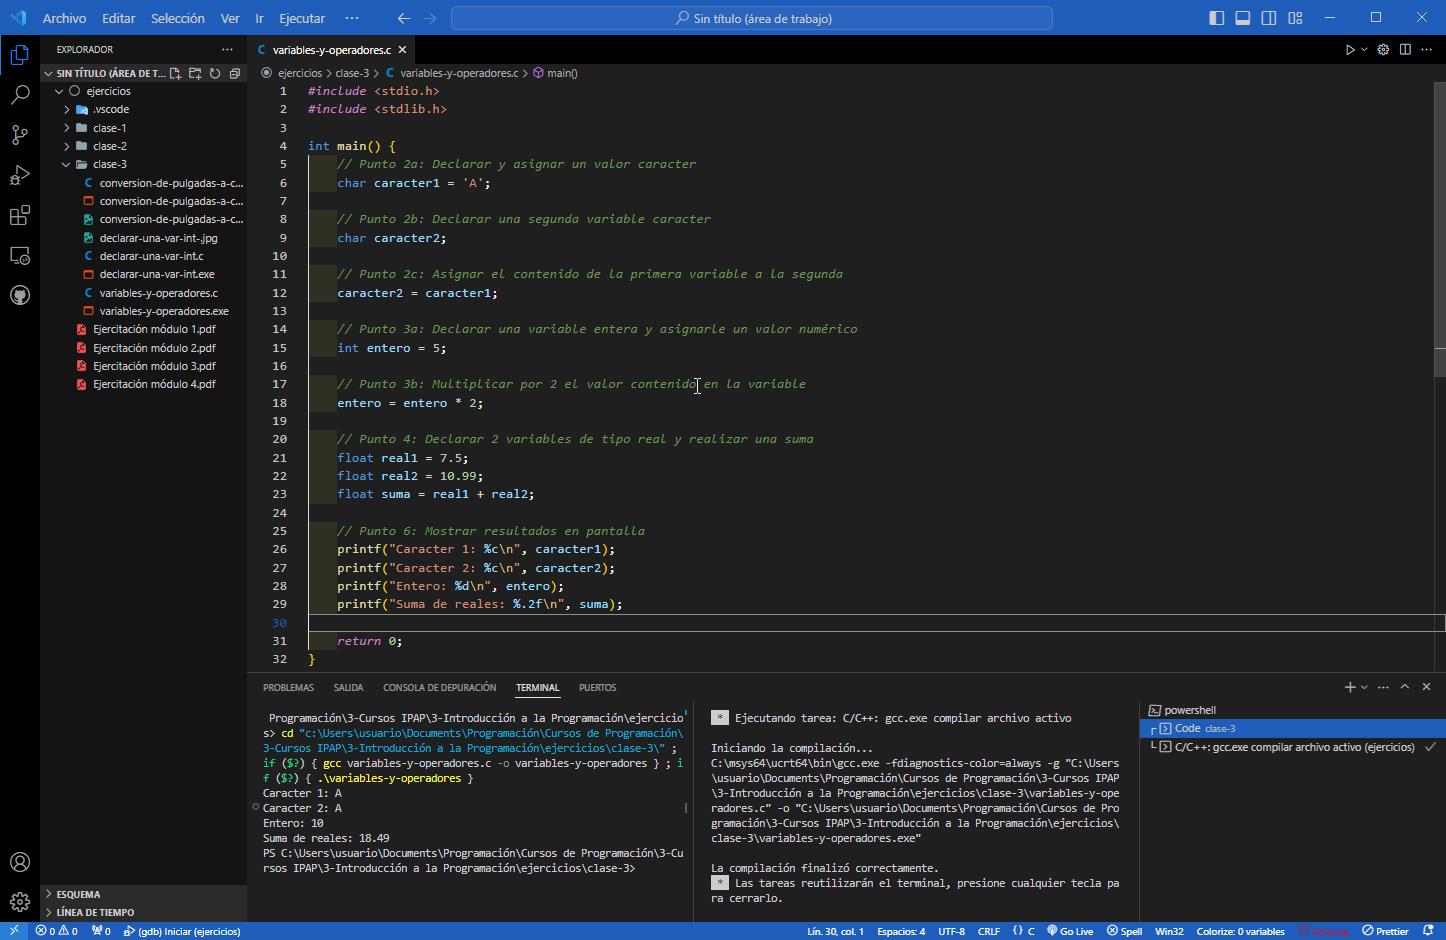 Archivo Editar Selección Ver Ir Ejecutar ··· Sin título (área de trabajo)
EXPLORADOR
SIN TÍTULO (ÁREA DE T...
ejercicios
.vscode
clase-1
clase-2
clase-3
conversion-de-pulgadas-a-c...
conversion-de-pulgadas-a-c...
conversion-de-pulgadas-a-c...
declarar-una-var-int-.jpg
declarar-una-var-int.c
declarar-una-var-int.exe
variables-y-operadores.c
variables-y-operadores.exe
Ejercitación módulo 1.pdf
Ejercitación módulo 2.pdf
Ejercitación módulo 3.pdf
Ejercitación módulo 4.pdf
ESQUEMA
LÍNEA DE TIEMPO
C variables-y-operadores.c
ejercicios > clase-3 > C variables-y-operadores.c > main()
1 #include <stdio.h>
2 #include <stdlib.h>
3
4 int main() {
5 // Punto 2a: Declarar y asignar un valor caracter
6 char caracter1 = 'A';
7
8 // Punto 2b: Declarar una segunda variable caracter
9 char caracter2;
10
11 // Punto 2c: Asignar el contenido de la primera variable a la segunda
12 caracter2 = caracter1;
13
14 // Punto 3a: Declarar una variable entera y asignarle un valor numérico
15 int entero = 5;
16
17 // Punto 3b: Multiplicar por 2 el valor contenido en la variable
18 entero = entero * 2;
19
20 // Punto 4: Declarar 2 variables de tipo real y realizar una suma
21 float real1 = 7.5;
22 float real2 = 10.99;
23 float suma = real1 + real2;
24
25 // Punto 6: Mostrar resultados en pantalla
26 printf("Caracter 1: %c\n", caracter1);
27 printf("Caracter 2: %c\n", caracter2);
28 printf("Entero: %d\n", entero);
29 printf("Suma de reales: %.2f\n", suma);
30
31 return 0;
32 }
PROBLEMAS SALIDA CONSOLA DE DEPURACIÓN TERMINAL PUERTOS
Programación\3-Cursos IPAP\3-Introducción a la Programación\ejercicio
s> cd "c:\Users\usuario\Documents\Programación\Cursos de Programación\
3-Cursos IPAP\3-Introducción a la Programación\ejercicios\clase-3\" ;
if ($?) { gcc variables-y-operadores.c -o variables-y-operadores } ; i
f ($?) { .\variables-y-operadores }
Caracter 1: A
Caracter 2: A
Entero: 10
Suma de reales: 18.49
PS C:\Users\usuario\Documents\Programación\Cursos de Programación\3-Cu
rsos IPAP\3-Introducción a la Programación\ejercicios\clase-3>
* Ejecutando tarea: C/C++: gcc.exe compilar archivo activo
Iniciando la compilación...
C:\msys64\ucrt64\bin\gcc.exe -fdiagnostics-color=always -g "C:\Users
\usuario\Documents\Programación\Cursos de Programación\3-Cursos IPAP
\3-Introducción a la Programación\ejercicios\clase-3\variables-y-ope
radores.c" -o "C:\Users\usuario\Documents\Programación\Cursos de Pro
gramación\3-Cursos IPAP\3-Introducción a la Programación\ejercicios\
clase-3\variables-y-operadores.exe"
La compilación finalizó correctamente.
* Las tareas reutilizarán el terminal, presione cualquier tecla pa
ra cerrarlo.
powershell
Code clase-3
C/C++: gcc.exe compilar archivo activo (ejercicios)
0 0 0 (gdb) Iniciar (ejercicios) Lín. 30, col. 1 Espacios: 4 UTF-8 CRLF {} C Go Live Spell Win32 Colorize: 0 variables Colorize Prettier